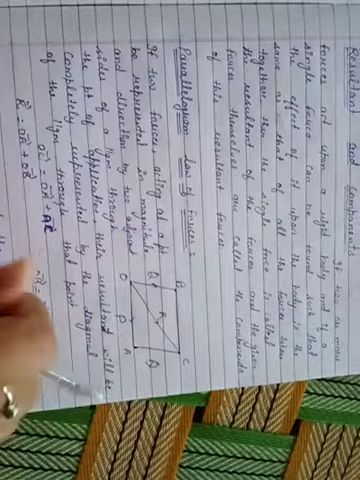 Resultant and Components
If two or more
forces act upon a rigid body and if a
single force can be found such that
the effect of it upon the body is the
same as that of all the forces taken
together then the single force is called
the resultant of the forces and the given
forces themselves are called the components
of this resultant forces
Parallelogram law of forces =
If two forces, acting at a pt
be represented in magnitude
and direction by two adjacent
sides of a llgm through
the pt of application their resultant will be
completely represented by the diagonal
of the llgm through that point
R = OA + OB
OC = OA + AC
B
C
Q
R
Q
O
P
A